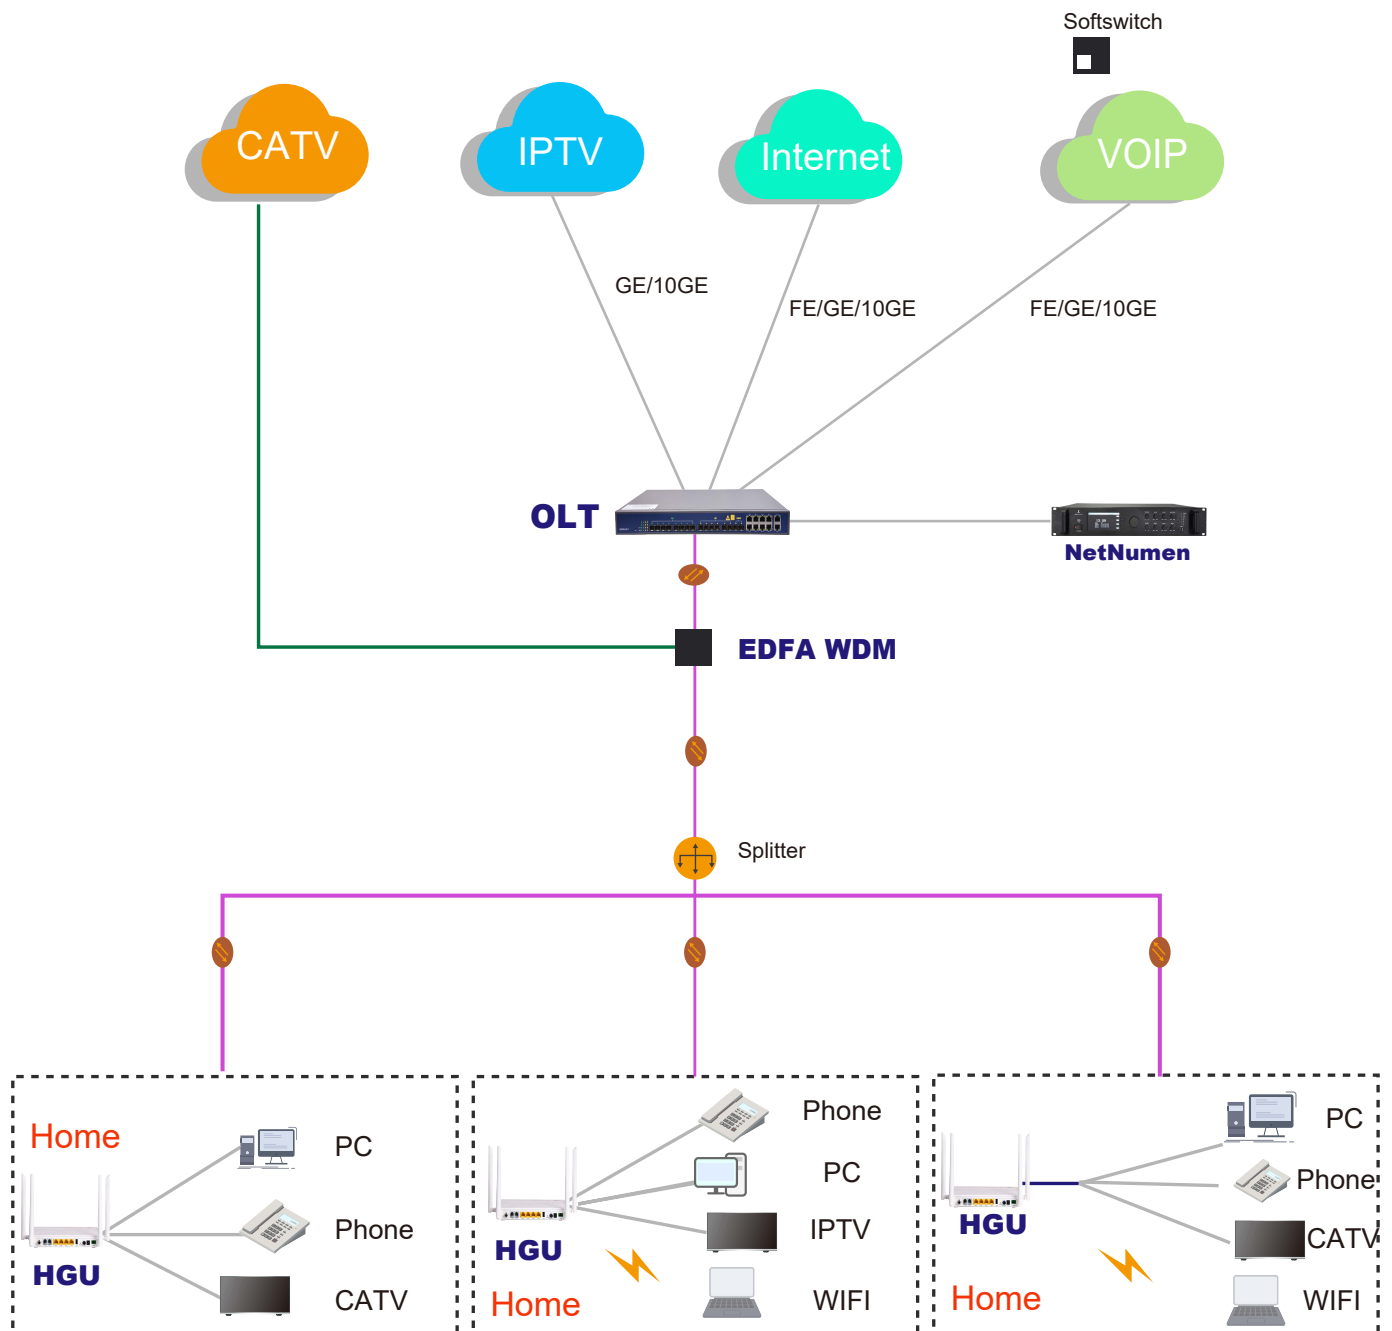 Softswitch
CATV
IPTV
Internet
VOIP
GE/10GE
FE/GE/10GE
FE/GE/10GE
OLT
NetNumen
EDFA WDM
Splitter
Home
PC
Phone
CATV
HGU
Phone
PC
IPTV
WIFI
HGU
Home
PC
Phone
CATV
WIFI
HGU
Home